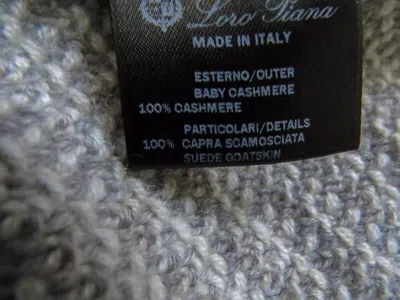 Loro Piana
MADE IN ITALY
ESTERNO/OUTER
BABY CASHMERE
100% CASHMERE
PARTICOLARI/DETAILS
100% CAPRA SCAMOSCIATA
SUEDE GOATSKIN